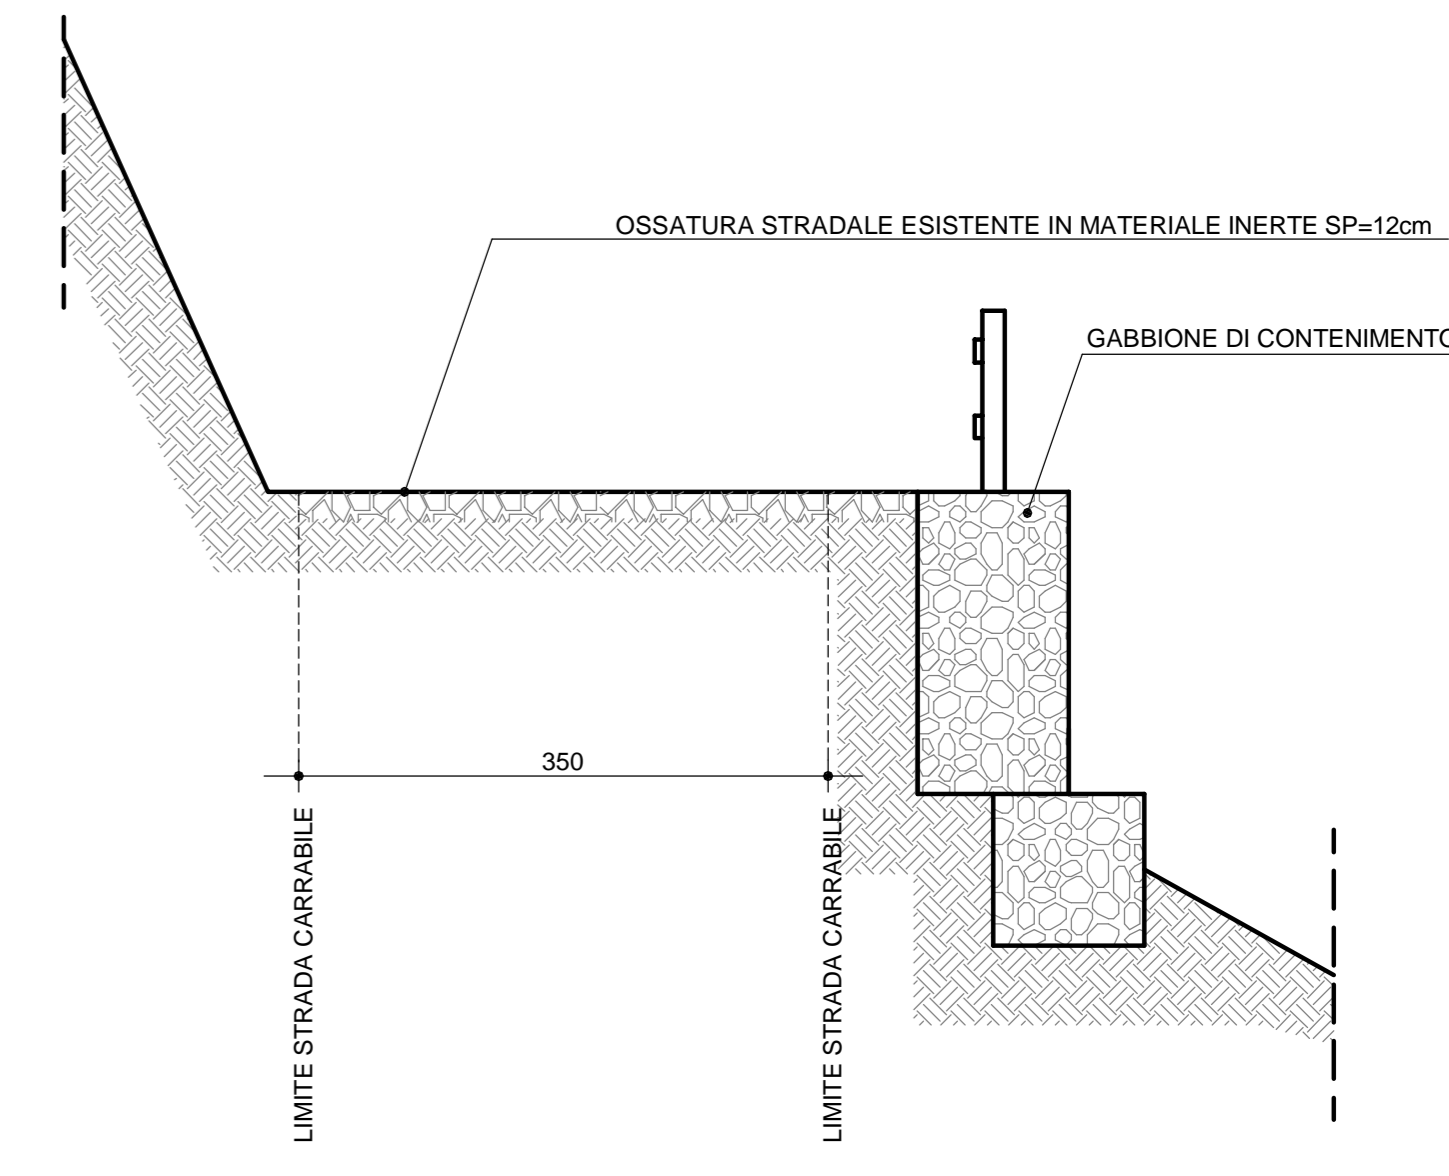 OSSATURA STRADALE ESISTENTE IN MATERIALE INERTE SP=12cm
GABBIONE DI CONTENIMENTO
350
LIMITE STRADA CARRABILE
LIMITE STRADA CARRABILE